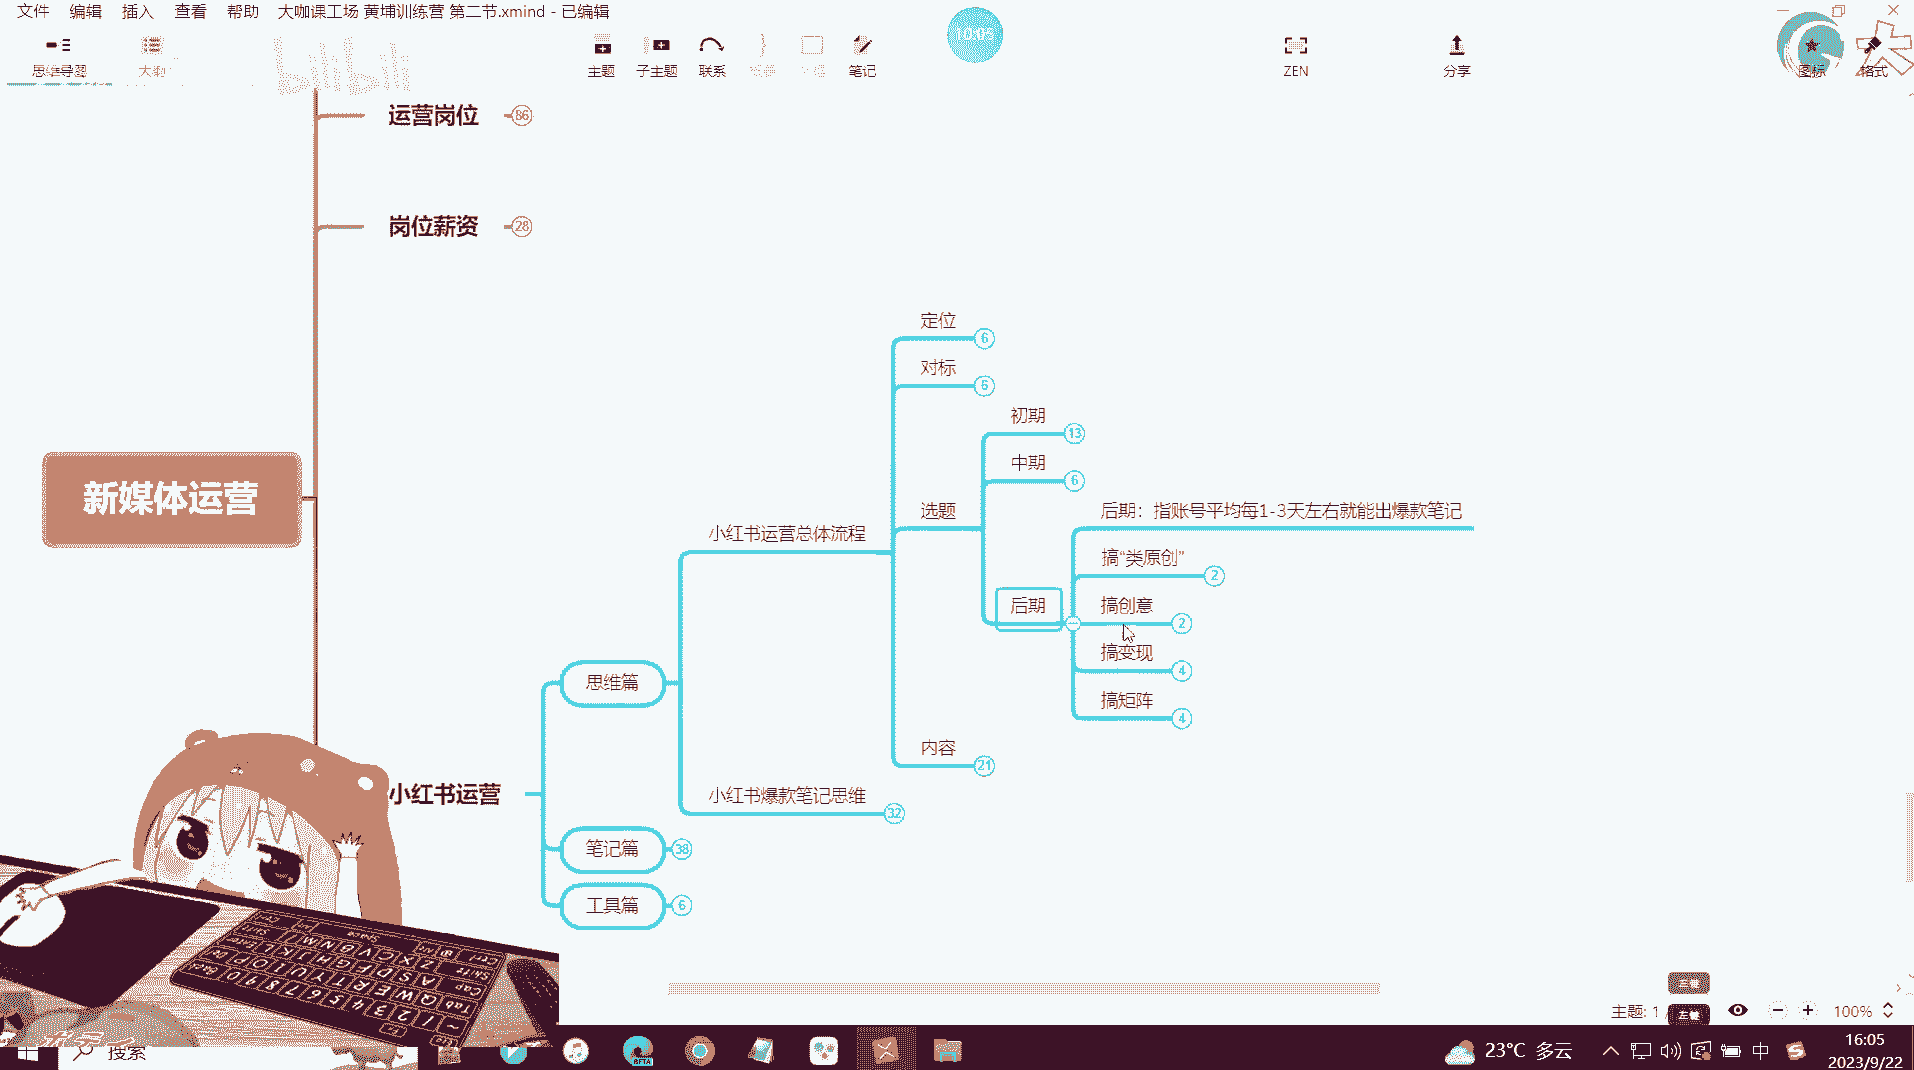 文件 编辑 插入 查看 帮助 大咖课工场 黄埔训练营 第二节.xmind - 已编辑
思维导图
主题 子主题 联系 笔记 ZEN 分享 图标 格式
bilibili
运营岗位 86
岗位薪资 28
定位 6
对标
初期 13
中期 6
选题
后期：指账号平均每1-3天左右就能出爆款笔记
小红书运营总体流程
搞“类原创” 2
后期
搞创意 2
搞变现 4
搞矩阵 4
新媒体运营
思维篇
内容 21
小红书运营
小红书爆款笔记思维 32
笔记篇 38
工具篇 6
主题: 1
100%
搜索
BETA
23°C 多云
中
16:05
2023/9/22